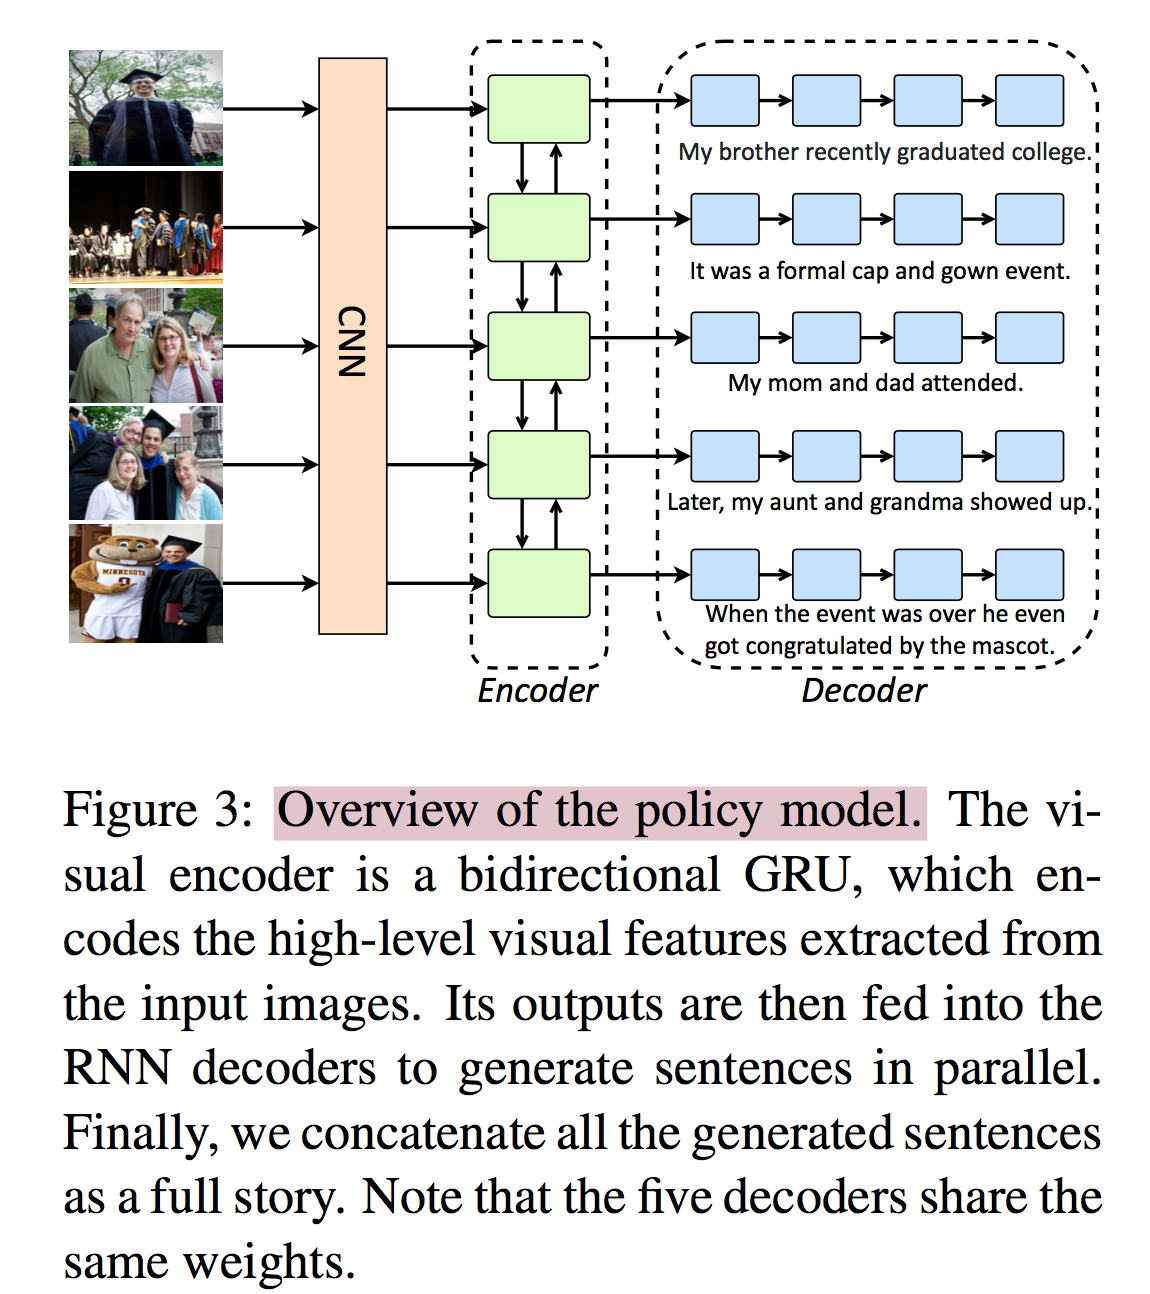 My brother recently graduated college.
It was a formal cap and gown event.
My mom and dad attended.
Later, my aunt and grandma showed up.
MINNESOTA
When the event was over he even
got congratulated by the mascot.
CNN
Encoder
Decoder
Figure 3: Overview of the policy model. The vi-
sual encoder is a bidirectional GRU, which en-
codes the high-level visual features extracted from
the input images. Its outputs are then fed into the
RNN decoders to generate sentences in parallel.
Finally, we concatenate all the generated sentences
as a full story. Note that the five decoders share the
same weights.